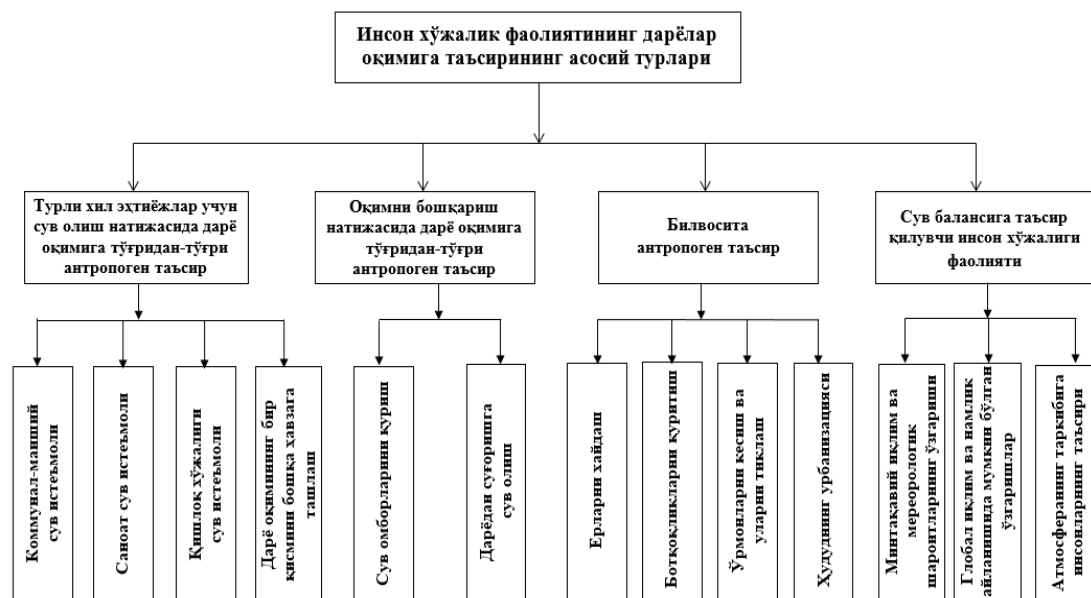 Инсон хўжалик фаолиятининг дарёлар
оқимига таъсирининг асосий турлари
Турли хил эҳтиёжлар учун
сув олиш натижасида дарё
оқимига тўғридан-тўғри
антропоген таъсир
Оқимни бошқариш
натижасида дарё оқимига
тўғридан-тўғри
антропоген таъсир
Билвосита
антропоген таъсир
Сув балансига таъсир
қилувчи инсон хўжалиги
фаолияти
Коммунал-маиший
сув истеъмоли
Саноат сув истеъмоли
Қишлоқ хўжалиги
сув истеъмоли
Дарё оқимининг бир
қисмини бошқа ҳавзага
ташлаш
Сув омборларини қуриш
Дарёдан суғоришга
сув олиш
Ерларни хайдаш
Ботқоқликларни қуритиш
Ўрмонларни кесиш ва
уларни тиклаш
Ҳудуднинг урбанизацияси
Минтақавий иқлим ва
мереорологик
шароитларнинг ўзгариши
Глобал иқлим ва намлик
айланишида мумкин бўлган
ўзгаришлар
Атмосферанинг таркибига
инсонларнинг таъсири